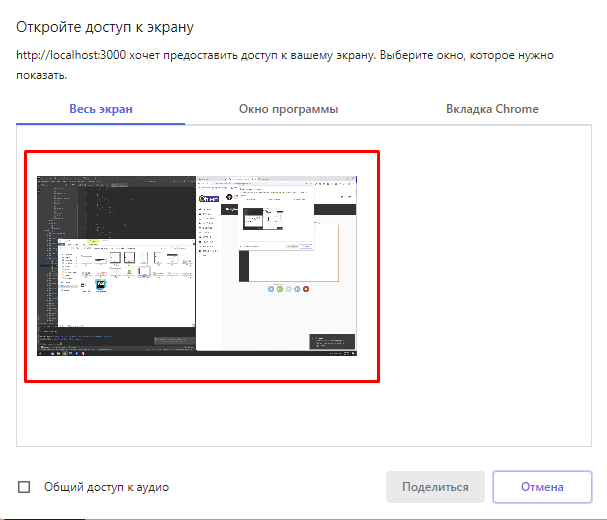 Откройте доступ к экрану
http://localhost:3000 хочет предоставить доступ к вашему экрану. Выберите окно, которое нужно
показать.
Весь экран
Окно программы
Вкладка Chrome
Общий доступ к аудио
Поделиться
Отмена